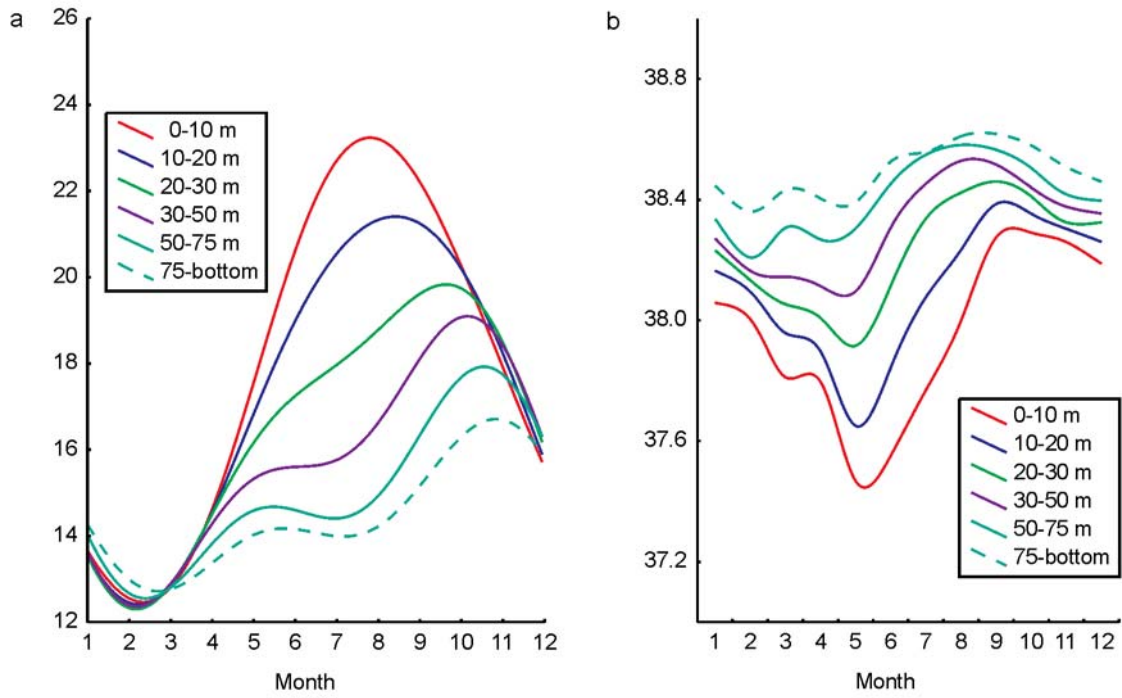 a
26
24
22
20
18
16
14
12
0-10 m
10-20 m
20-30 m
30-50 m
50-75 m
75-bottom
1 2 3 4 5 6 7 8 9 10 11 12
Month
b
38.8
38.4
38.0
37.6
37.2
0-10 m
10-20 m
20-30 m
30-50 m
50-75 m
75-bottom
1 2 3 4 5 6 7 8 9 10 11 12
Month